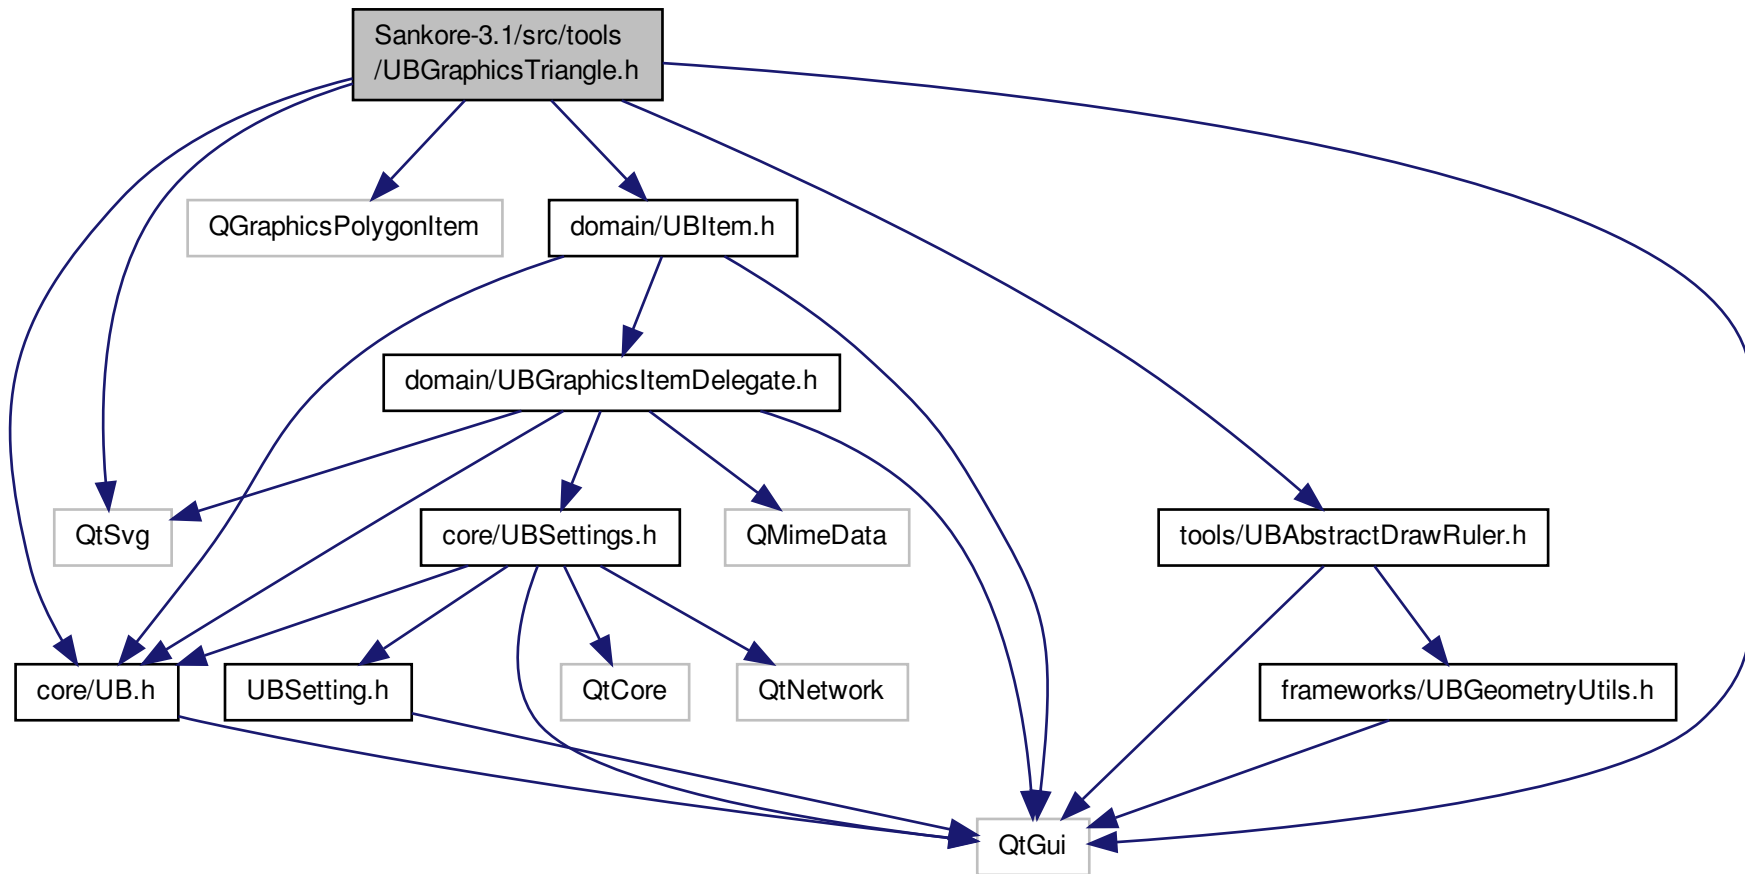 Sankore-3.1/src/tools
/UBGraphicsTriangle.h
QGraphicsPolygonItem
domain/UBItem.h
domain/UBGraphicsItemDelegate.h
QtSvg
core/UBSettings.h
QMimeData
tools/UBAbstractDrawRuler.h
core/UB.h
UBSetting.h
QtCore
QtNetwork
frameworks/UBGeometryUtils.h
QtGui